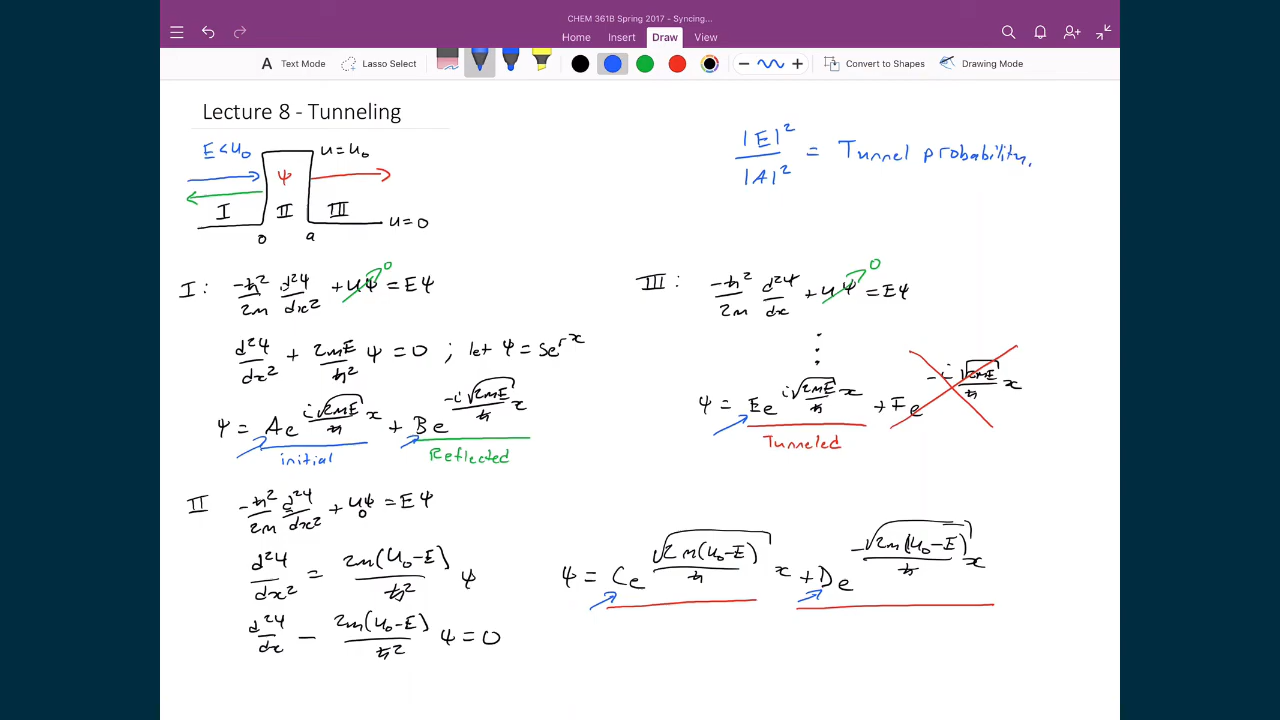 CHEM 361B Spring 2017 - Syncing...
Home Insert Draw View
A Text Mode Lasso Select Convert to Shapes Drawing Mode
Lecture 8 - Tunneling
E < U₀ U = U₀
ψ
I II III U = 0
0 a
|E|² / |A|² = Tunnel probability.
I: -ħ²/2m d²ψ/dx² + Uψ = Eψ
0
d²ψ/dx² + 2mE/ħ² ψ = 0 ; let ψ = Se^rx
ψ = Ae^(i√(2mE)/ħ x) + Be^(-i√(2mE)/ħ x)
initial Reflected
II -ħ²/2m d²ψ/dx² + U₀ψ = Eψ
d²ψ/dx² = 2m(U₀-E)/ħ² ψ
d²ψ/dx - 2m(U₀-E)/ħ² ψ = 0
III: -ħ²/2m d²ψ/dx + Uψ = Eψ
0
⋮
ψ = Ee^(i√(2mE)/ħ x) + Fe^(-i√(2mE)/ħ x)
Tunneled
ψ = Ce^(√(2m(U₀-E))/ħ x) + De^(-√(2m(U₀-E))/ħ x)